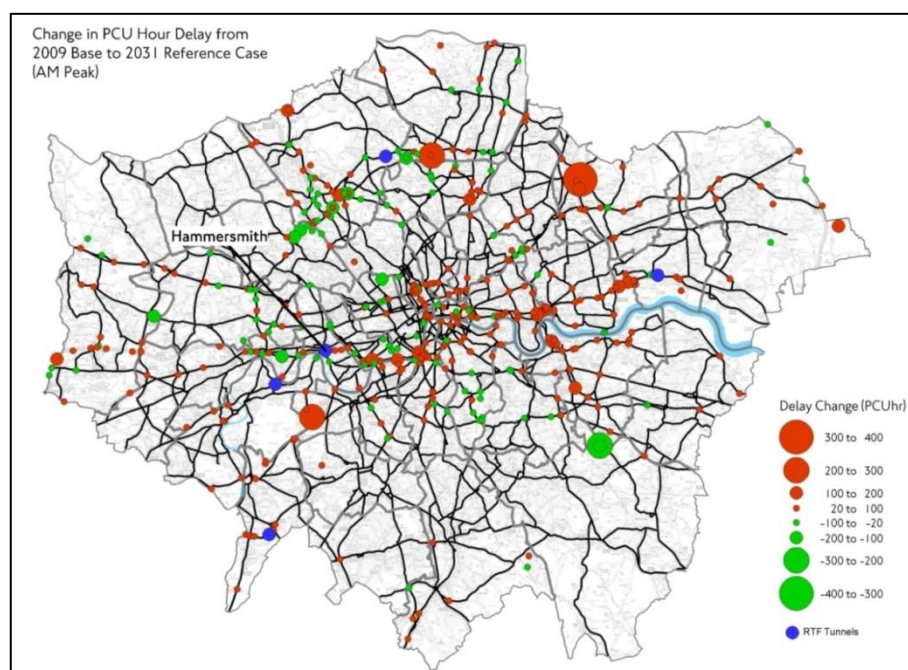 Change in PCU Hour Delay from
2009 Base to 2031 Reference Case
(AM Peak)
Hammersmith
Delay Change (PCUhr)
300 to 400
200 to 300
100 to 200
20 to 100
-100 to -20
-200 to -100
-300 to -200
-400 to -300
RTF Tunnels